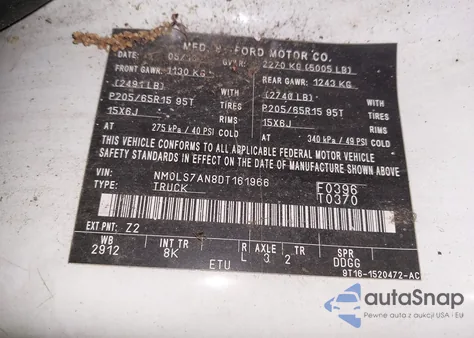 MFD. BY FORD MOTOR CO.
DATE: 05/ GVWR: 2270 KG (5005 LB)
FRONT GAWR: 1130 KG REAR GAWR: 1243 KG
(2491 LB) WITH (2740 LB) WITH
P205/65R15 95T TIRES P205/65R15 95T TIRES
15X6J RIMS 15X6J RIMS
AT 275 kPa / 40 PSI COLD AT 340 kPa / 49 PSI COLD
THIS VEHICLE CONFORMS TO ALL APPLICABLE FEDERAL MOTOR VEHICLE
SAFETY STANDARDS IN EFFECT ON THE DATE OF MANUFACTURE SHOWN ABOVE.
VIN: NM0LS7AN8DT161966 F0396
TYPE: TRUCK T0370
EXT PNT: Z2
WB INT TR R AXLE TR SPR
2912 8K L 3 2 DDGG
ETU 9T16-1520472-AC
autoSnap
Pewne auta z dostawą z USA i EU